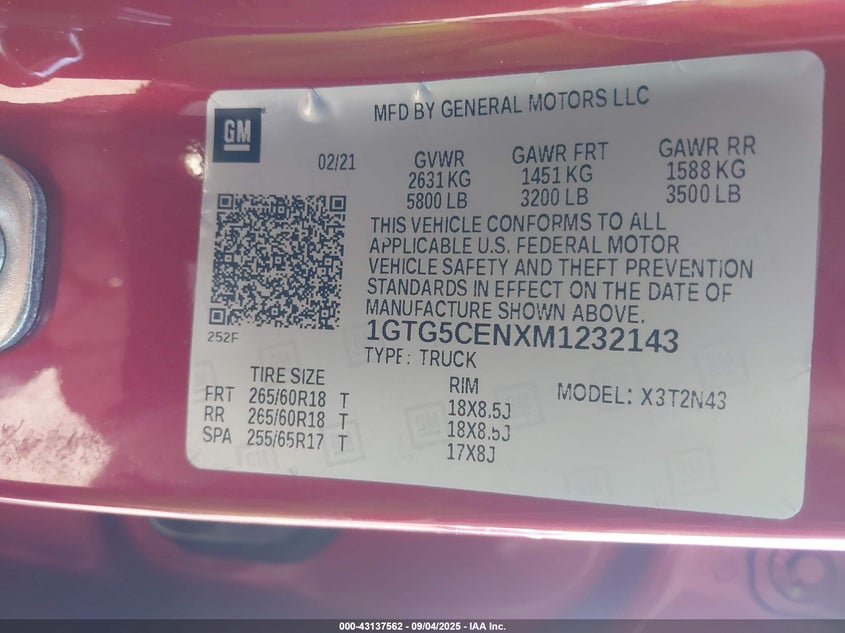 GM
MFD BY GENERAL MOTORS LLC
02/21
GVWR
2631 KG
5800 LB
GAWR FRT
1451 KG
3200 LB
GAWR RR
1588 KG
3500 LB
THIS VEHICLE CONFORMS TO ALL
APPLICABLE U.S. FEDERAL MOTOR
VEHICLE SAFETY AND THEFT PREVENTION
STANDARDS IN EFFECT ON THE DATE OF
MANUFACTURE SHOWN ABOVE.
252F
1GTG5CENXM1232143
TYPE: TRUCK
TIRE SIZE
FRT 265/60R18 T
RR 265/60R18 T
SPA 255/65R17 T
RIM
18X8.5J
18X8.5J
17X8J
MODEL: X3T2N43
000-43137562 - 09/04/2025 - IAA Inc.